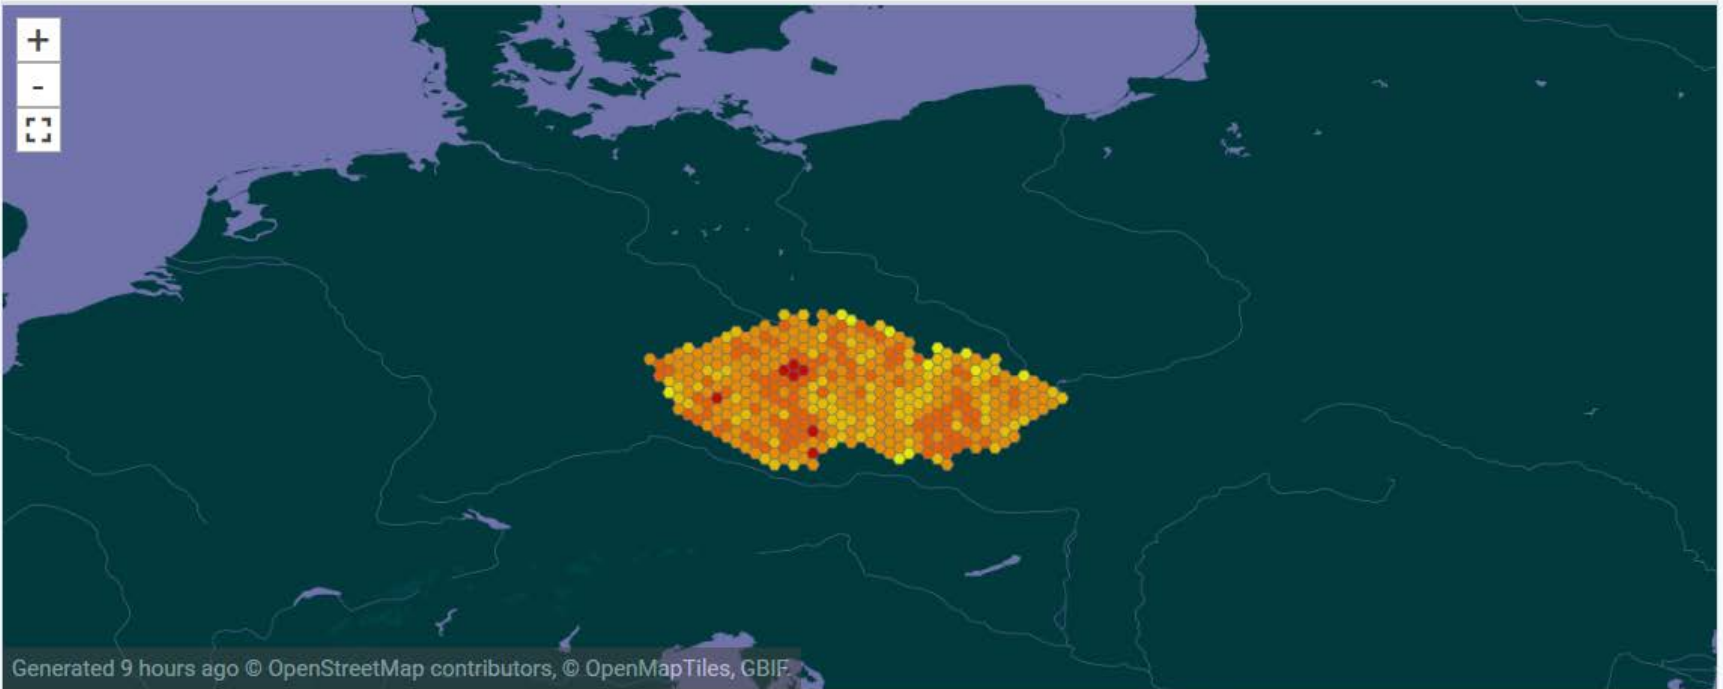 +
-
Generated 9 hours ago © OpenStreetMap contributors, © OpenMapTiles, GBIF.